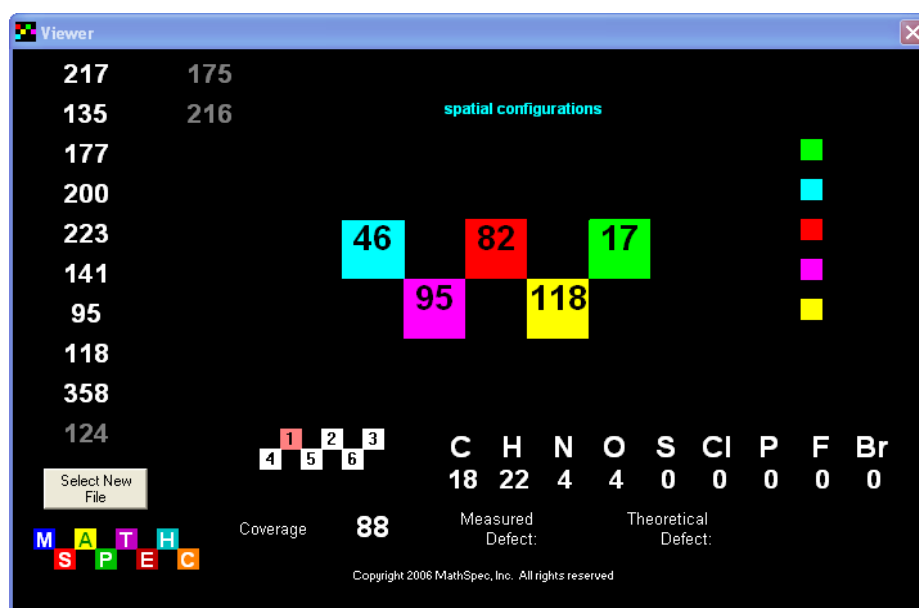 Viewer
217 175
135 216
spatial configurations
177
200
223
46 82 17
141
95 118
95
118
358
124
1 2 3
4 5 6
C H N O S Cl P F Br
18 22 4 4 0 0 0 0 0
Select New
File
Coverage 88
Measured
Defect:
Theoretical
Defect:
M A T H
S P E C
Copyright 2006 MathSpec, Inc. All rights reserved